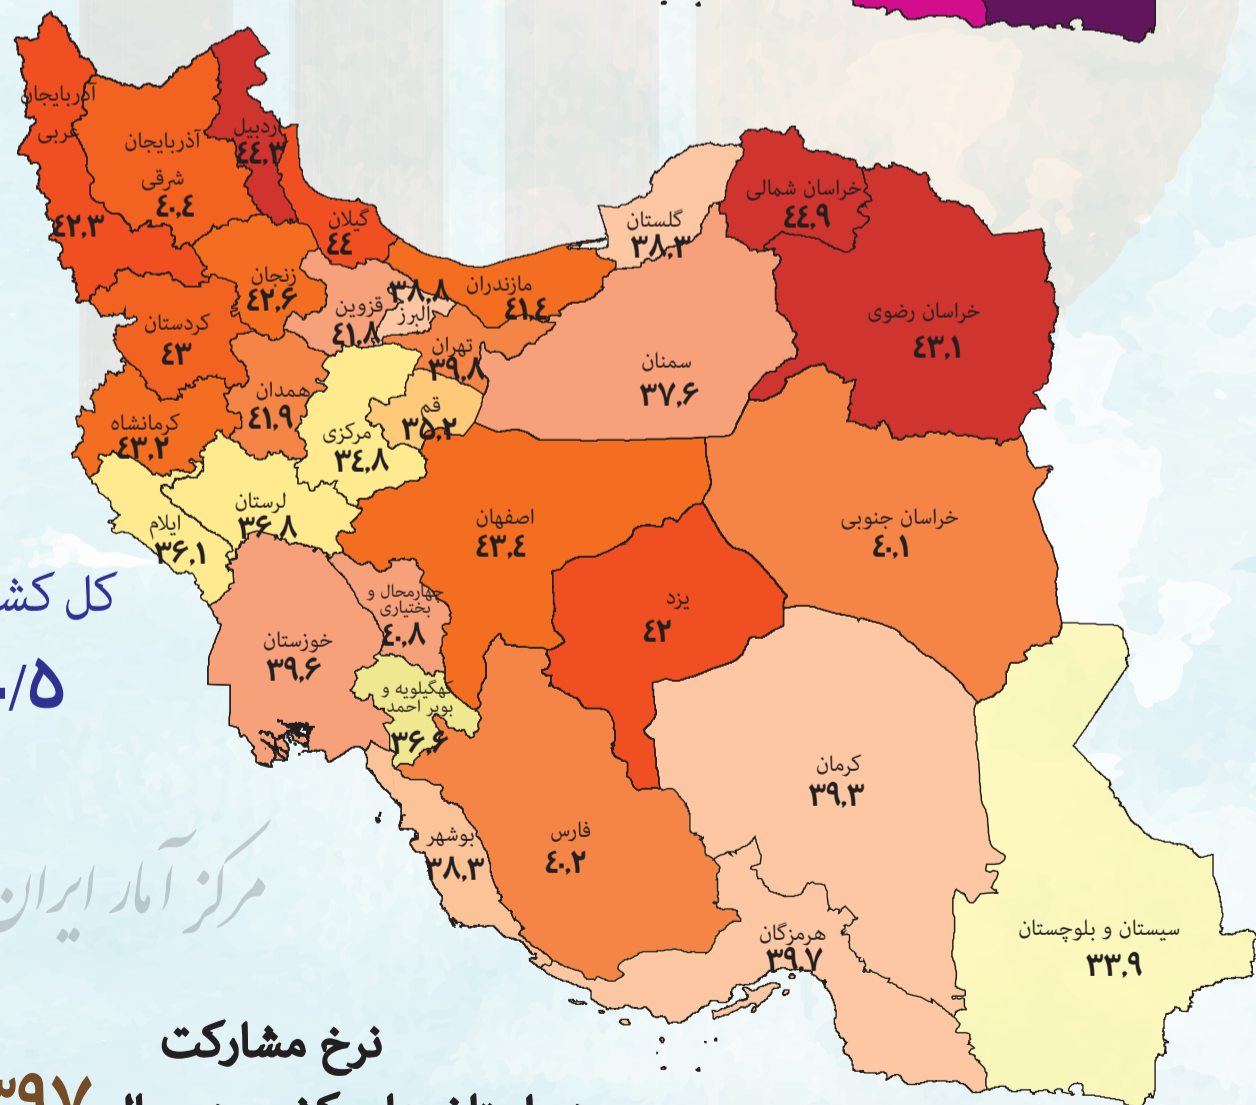 آذربایجان
غربی
۴۲,۳
آذربایجان
شرقی
۴۰,۴
اردبیل
۴۴,۳
گیلان
۴۴
زنجان
۴۲,۶
کردستان
۴۳
قزوین
۴۱,۸
۳۸,۸
البرز
مازندران
۴۱,۴
گلستان
۳۸,۳
خراسان شمالی
۴۴,۹
خراسان رضوی
۴۳,۱
سمنان
۳۷,۶
تهران
۳۹,۸
قم
۳۵,۲
مرکزی
۳۴,۸
همدان
۴۱,۹
کرمانشاه
۴۳,۲
لرستان
۳۶,۸
ایلام
۳۶,۱
اصفهان
۴۳,۴
خراسان جنوبی
۴۰,۱
یزد
۴۲
چهارمحال و
بختیاری
۴۰,۸
خوزستان
۳۹,۶
کهگیلویه و
بویر احمد
۳۶,۶
کرمان
۳۹,۳
فارس
۴۰,۲
بوشهر
۳۸,۳
هرمزگان
۳۹,۷
سیستان و بلوچستان
۳۳,۹
کل
/۵
مرکز آمار ایران
نرخ مشارکت